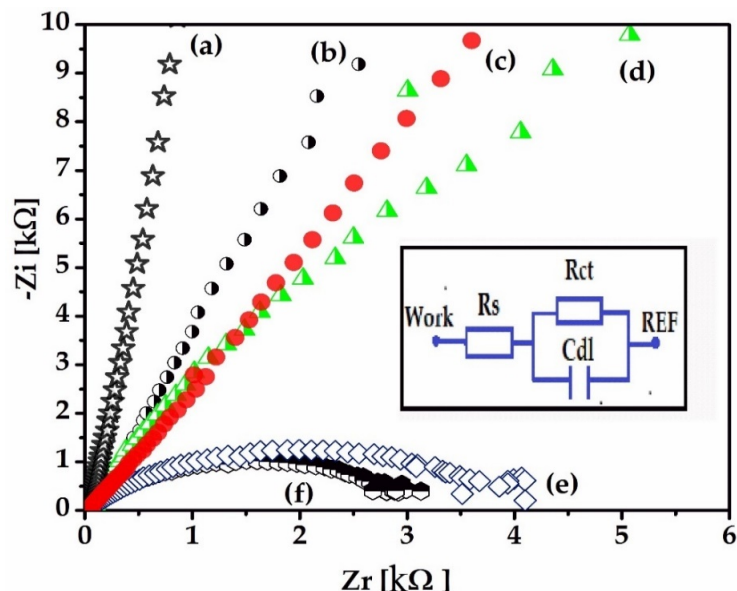 10
9
8
7
6
5
4
3
2
1
0
-Zi [kΩ]
(a)
(b)
(c)
(d)
Rct
Work
Rs
REF
Cdl
(e)
(f)
0 1 2 3 4 5 6
Zr [kΩ]